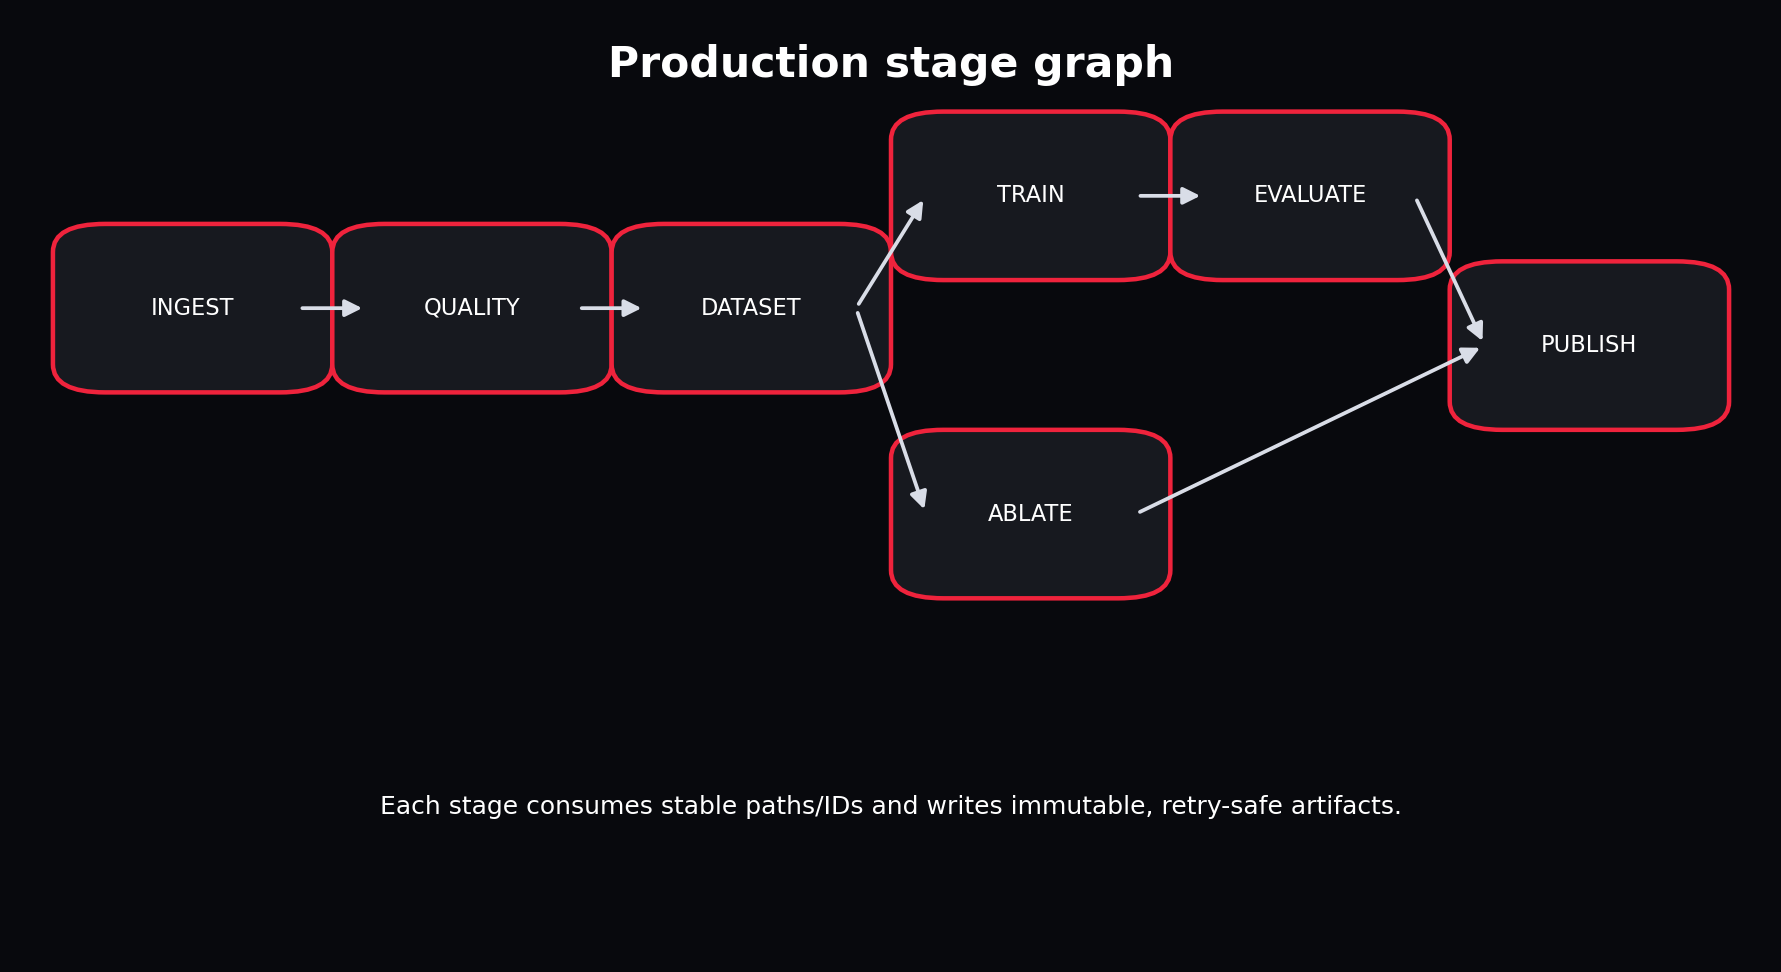 Production stage graph
INGEST
QUALITY
DATASET
TRAIN
EVALUATE
ABLATE
PUBLISH
Each stage consumes stable paths/IDs and writes immutable, retry-safe artifacts.